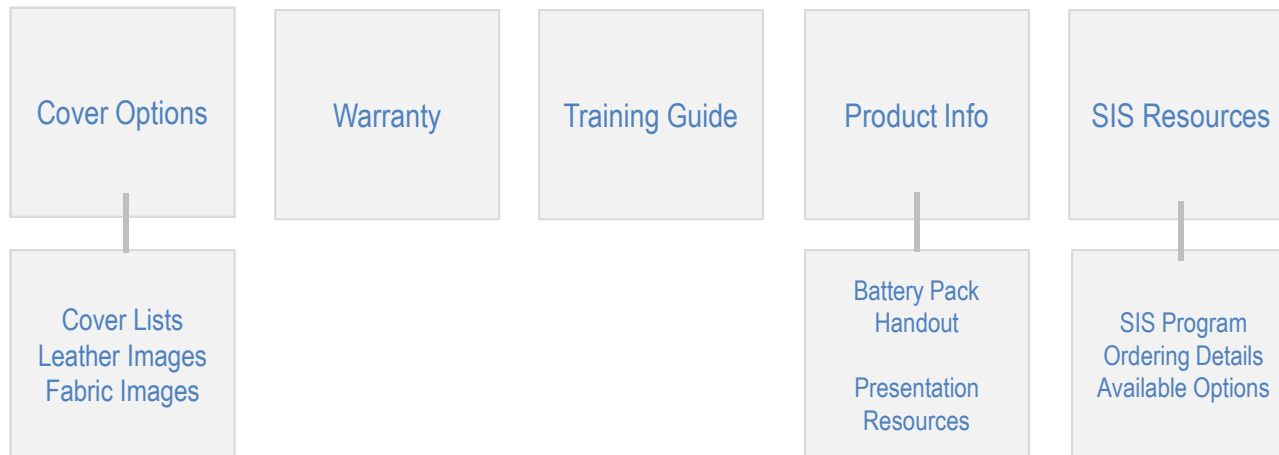 Cover Options
Warranty
Training Guide
Product Info
SIS Resources
Cover Lists
Leather Images
Fabric Images
Battery Pack
Handout
Presentation
Resources
SIS Program
Ordering Details
Available Options